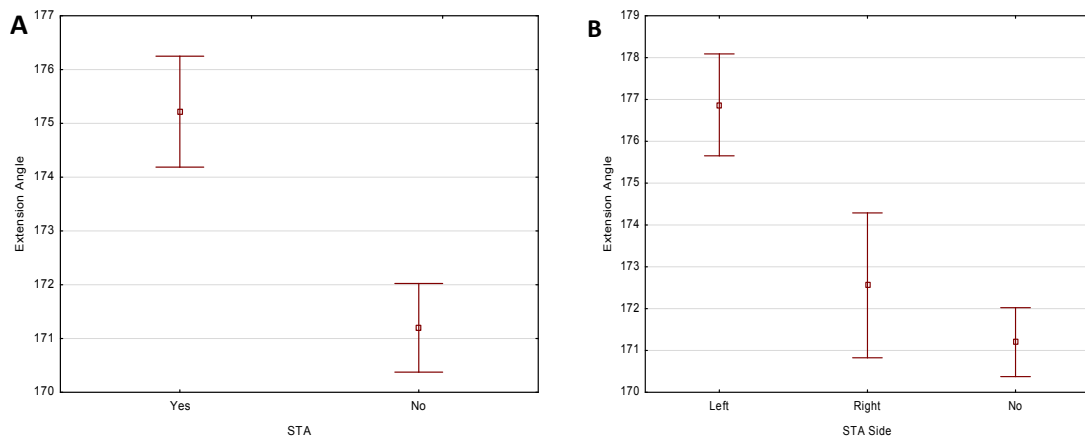 A
177
176
175
174
173
172
171
170
Extension Angle
Yes No
STA
B
179
178
177
176
175
174
173
172
171
170
Extension Angle
Left Right No
STA Side